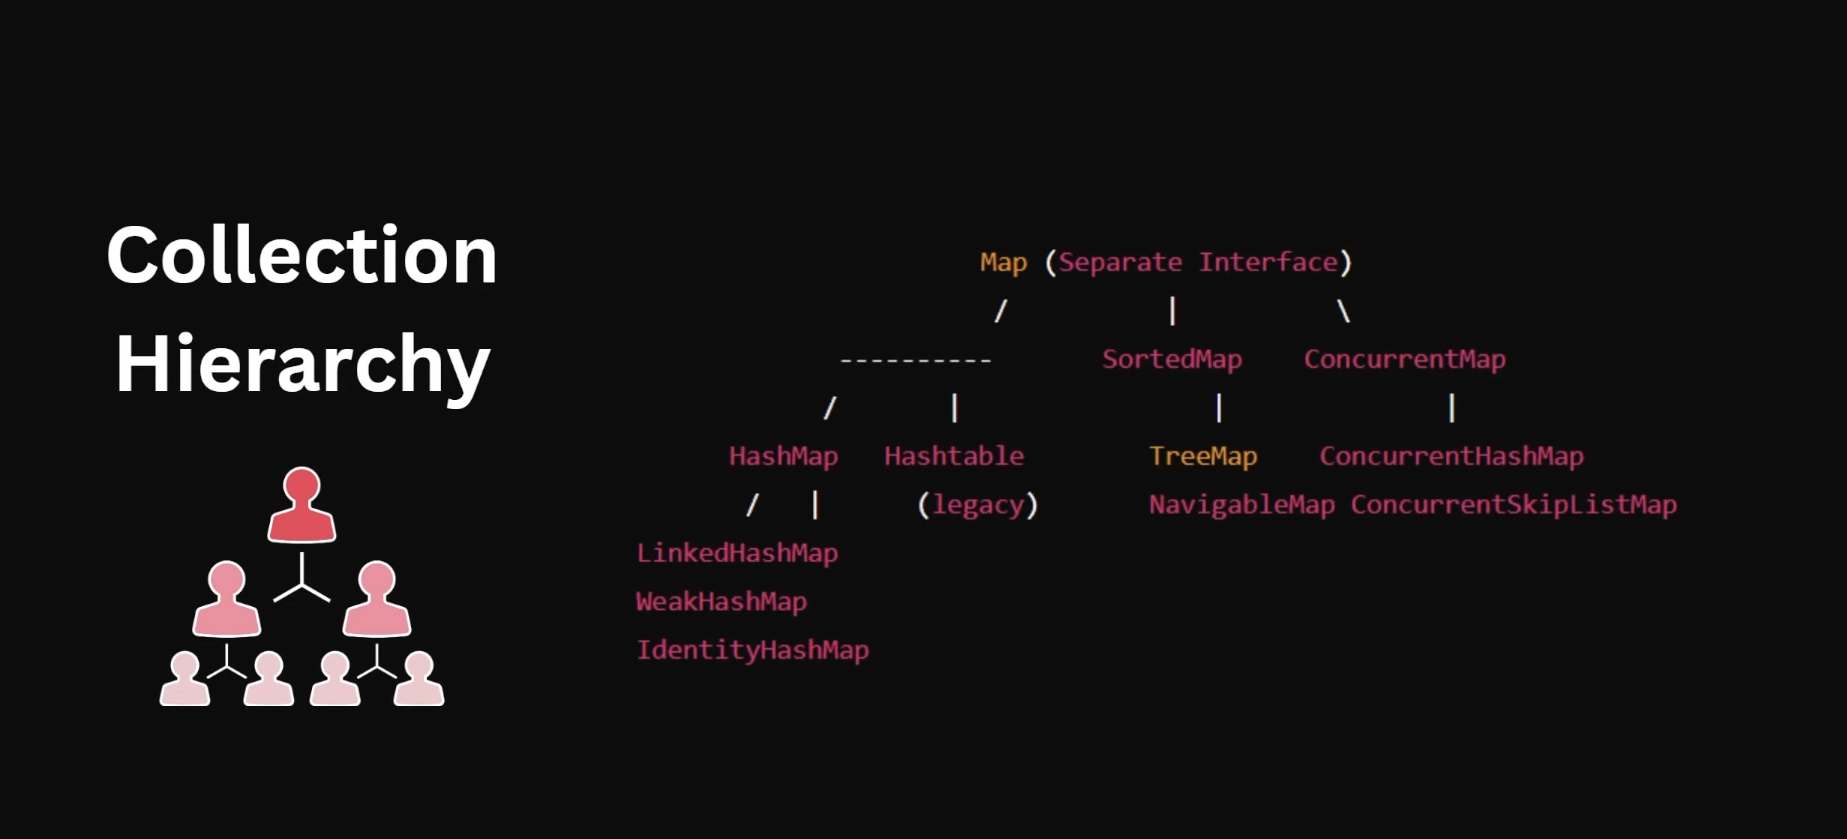 Collection
Hierarchy
Map (Separate Interface)
/ | \
---------- SortedMap ConcurrentMap
/ | | |
HashMap Hashtable TreeMap ConcurrentHashMap
/ | (legacy) NavigableMap ConcurrentSkipListMap
LinkedHashMap
WeakHashMap
IdentityHashMap